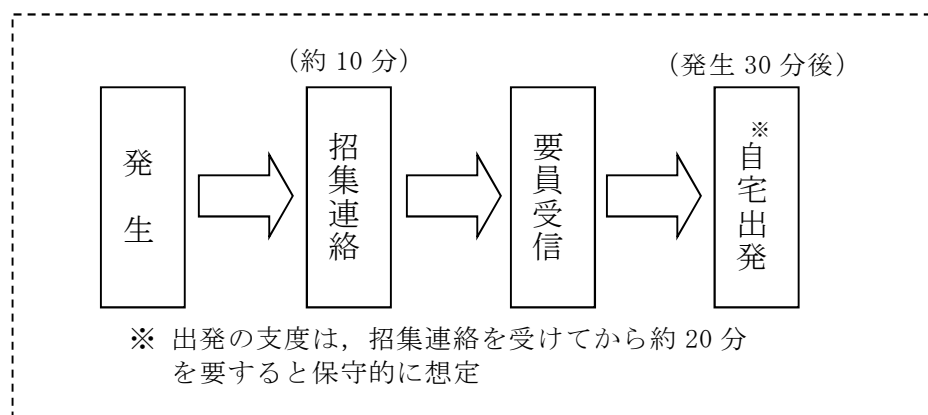 （約 10 分）
（発生 30 分後）
発生
招集連絡
要員受信
※自宅出発
※ 出発の支度は，招集連絡を受けてから約 20 分
を要すると保守的に想定